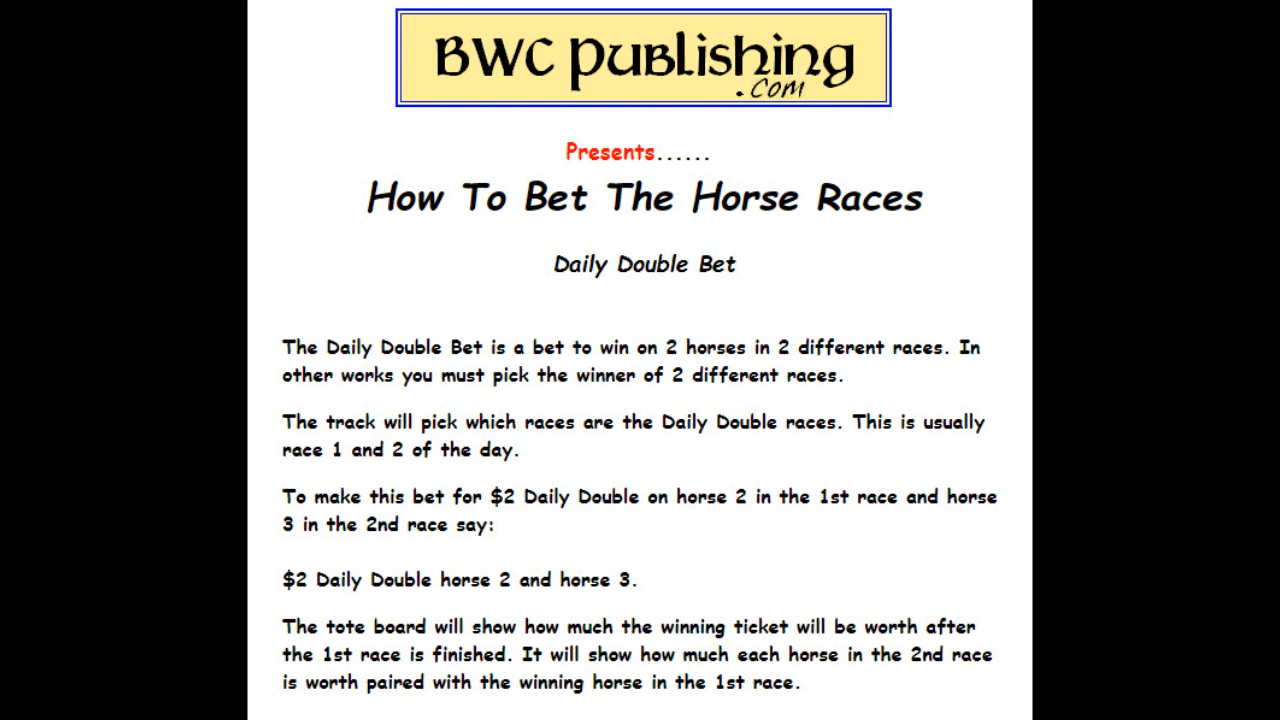 BWC Publishing
.com
Presents......
How To Bet The Horse Races
Daily Double Bet
The Daily Double Bet is a bet to win on 2 horses in 2 different races. In
other works you must pick the winner of 2 different races.
The track will pick which races are the Daily Double races. This is usually
race 1 and 2 of the day.
To make this bet for $2 Daily Double on horse 2 in the 1st race and horse
3 in the 2nd race say:
$2 Daily Double horse 2 and horse 3.
The tote board will show how much the winning ticket will be worth after
the 1st race is finished. It will show how much each horse in the 2nd race
is worth paired with the winning horse in the 1st race.